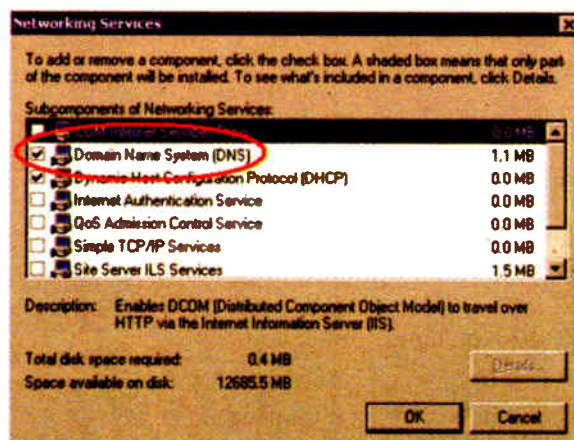 Networking Services
To add or remove a component, click the check box. A shaded box means that only part
of the component will be installed. To see what's included in a component, click Details.
Subcomponents of Networking Services:
COM Internet Services Proxy 0.0 MB
Domain Name System (DNS) 1.1 MB
Dynamic Host Configuration Protocol (DHCP) 0.0 MB
Internet Authentication Service 0.0 MB
QoS Admission Control Service 0.0 MB
Simple TCP/IP Services 0.0 MB
Site Server ILS Services 1.5 MB
Description: Enables DCOM (Distributed Component Object Model) to travel over
HTTP via the Internet Information Server (IIS).
Total disk space required: 0.4 MB
Space available on disk: 12685.5 MB
Details...
OK Cancel